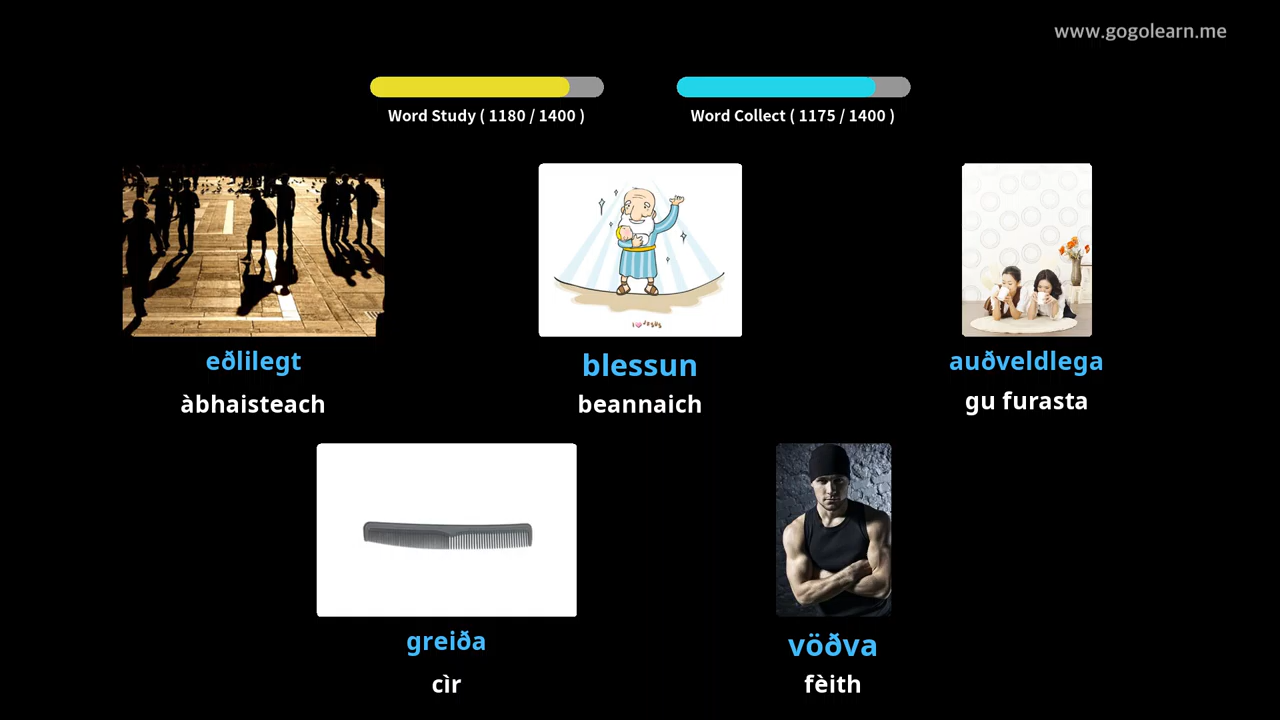 www.gogolearn.me
Word Study ( 1180 / 1400 )
Word Collect ( 1175 / 1400 )
eðlilegt
àbhaisteach
blessun
beannaich
auðveldlega
gu furasta
greiða
cìr
vöðva
fèith